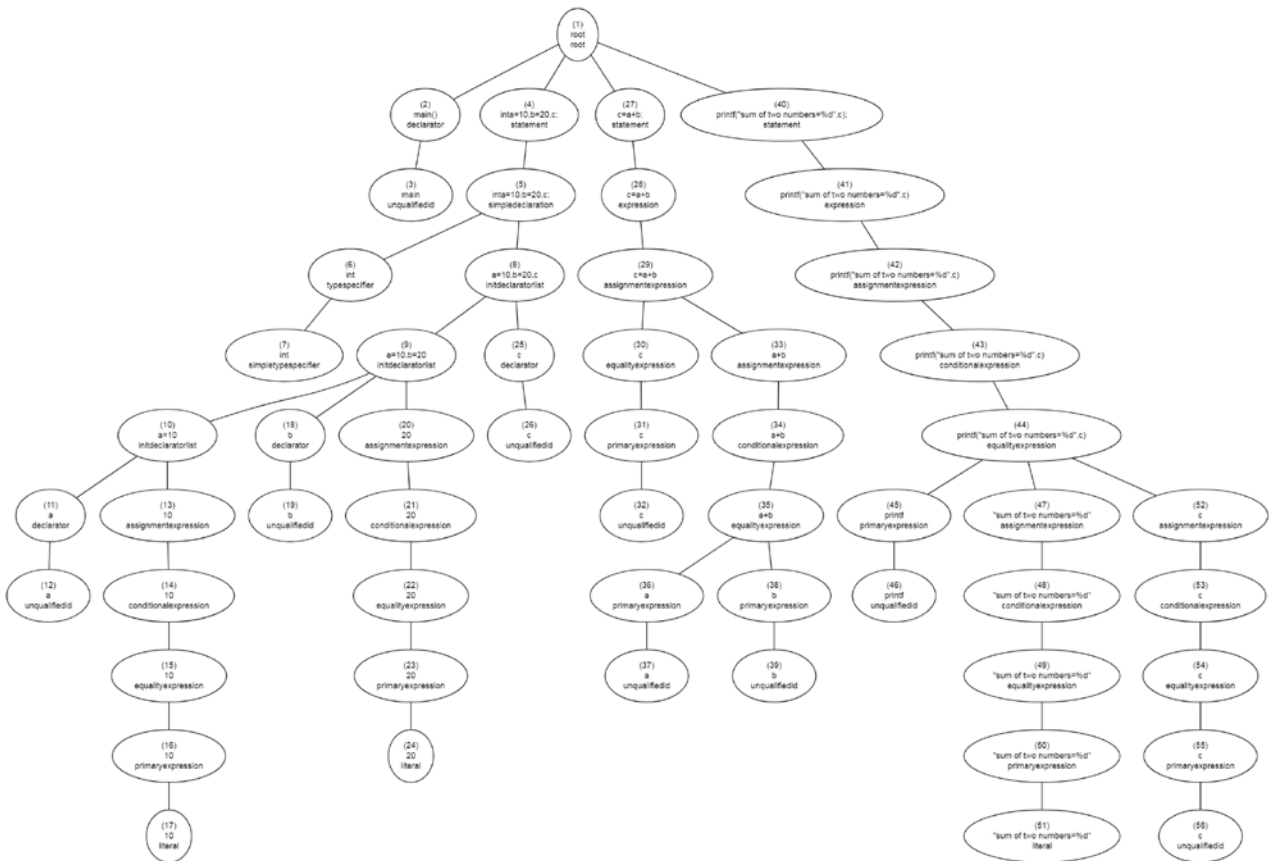 (1)
root
root
(2)
main()
declarator
(4)
inta=10,b=20,c;
statement
(27)
c=a+b;
statement
(40)
printf("sum of two numbers=%d",c);
statement
(3)
main
unqualifiedid
(5)
inta=10,b=20,c;
simpledeclaration
(28)
c=a+b
expression
(41)
printf("sum of two numbers=%d",c)
expression
(6)
int
typespecifier
(8)
a=10,b=20,c
initdeclaratorlist
(29)
c=a+b
assignmentexpression
(42)
printf("sum of two numbers=%d",c)
assignmentexpression
(7)
int
simpletypespecifier
(9)
a=10,b=20
initdeclaratorlist
(25)
c
declarator
(30)
c
equalityexpression
(33)
a+b
assignmentexpression
(43)
printf("sum of two numbers=%d",c)
conditionalexpression
(10)
a=10
initdeclaratorlist
(18)
b
declarator
(20)
20
assignmentexpression
(26)
c
unqualifiedid
(31)
c
primaryexpression
(34)
a+b
conditionalexpression
(44)
printf("sum of two numbers=%d",c)
equalityexpression
(11)
a
declarator
(13)
10
assignmentexpression
(19)
b
unqualifiedid
(21)
20
conditionalexpression
(32)
c
unqualifiedid
(35)
a+b
equalityexpression
(45)
printf
primaryexpression
(47)
"sum of two numbers=%d"
assignmentexpression
(52)
c
assignmentexpression
(12)
a
unqualifiedid
(14)
10
conditionalexpression
(22)
20
equalityexpression
(36)
a
primaryexpression
(38)
b
primaryexpression
(46)
printf
unqualifiedid
(48)
"sum of two numbers=%d"
conditionalexpression
(53)
c
conditionalexpression
(15)
10
equalityexpression
(23)
20
primaryexpression
(37)
a
unqualifiedid
(39)
b
unqualifiedid
(49)
"sum of two numbers=%d"
equalityexpression
(54)
c
equalityexpression
(16)
10
primaryexpression
(24)
20
literal
(50)
"sum of two numbers=%d"
primaryexpression
(55)
c
primaryexpression
(17)
10
literal
(51)
"sum of two numbers=%d"
literal
(56)
c
unqualifiedid